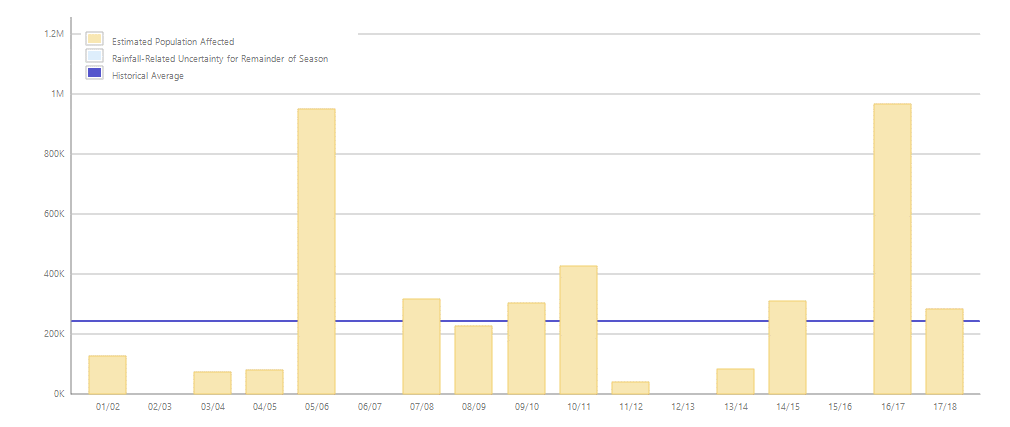 1.2M
Estimated Population Affected
Rainfall-Related Uncertainty for Remainder of Season
Historical Average
1M
800K
600K
400K
200K
0K
01/02 02/03 03/04 04/05 05/06 06/07 07/08 08/09 09/10 10/11 11/12 12/13 13/14 14/15 15/16 16/17 17/18